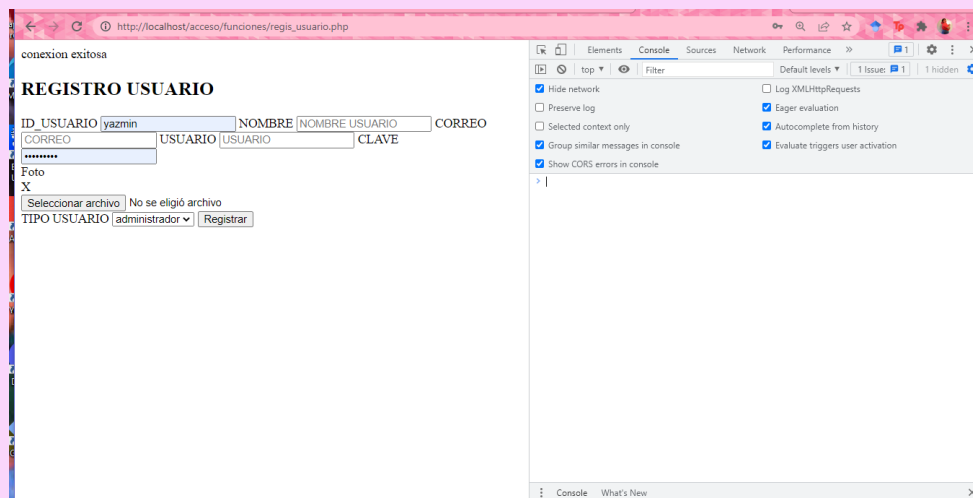 http://localhost/acceso/funciones/regis_usuario.php
conexion exitosa
REGISTRO USUARIO
ID_USUARIO yazmin NOMBRE NOMBRE USUARIO CORREO
CORREO USUARIO USUARIO CLAVE
•••••••••
Foto
X
Seleccionar archivo No se eligió archivo
TIPO USUARIO administrador Registrar
Elements Console Sources Network Performance » 1
top Filter Default levels 1 Issue: 1 1 hidden
Hide network Log XMLHttpRequests
Preserve log Eager evaluation
Selected context only Autocomplete from history
Group similar messages in console Evaluate triggers user activation
Show CORS errors in console
>
Console What's New